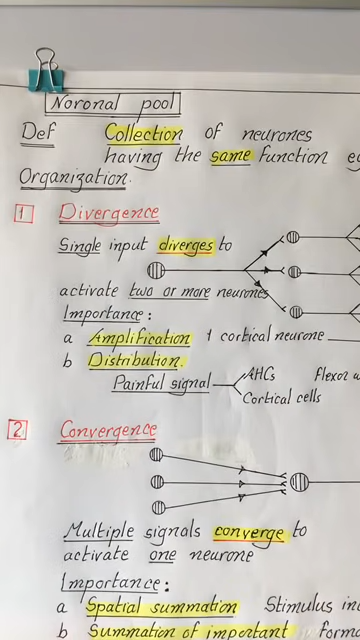 Noronal pool
Def Collection of neurones
having the same function
Organization.
1 Divergence
Single input diverges to
activate two or more neurones
Importance:
a Amplification 1 cortical neurone
b Distribution.
Painful signal AHCs Flexor
Cortical cells
2 Convergence
Multiple signals converge to
activate one neurone
Importance:
a Spatial summation Stimulus
b Summation of important